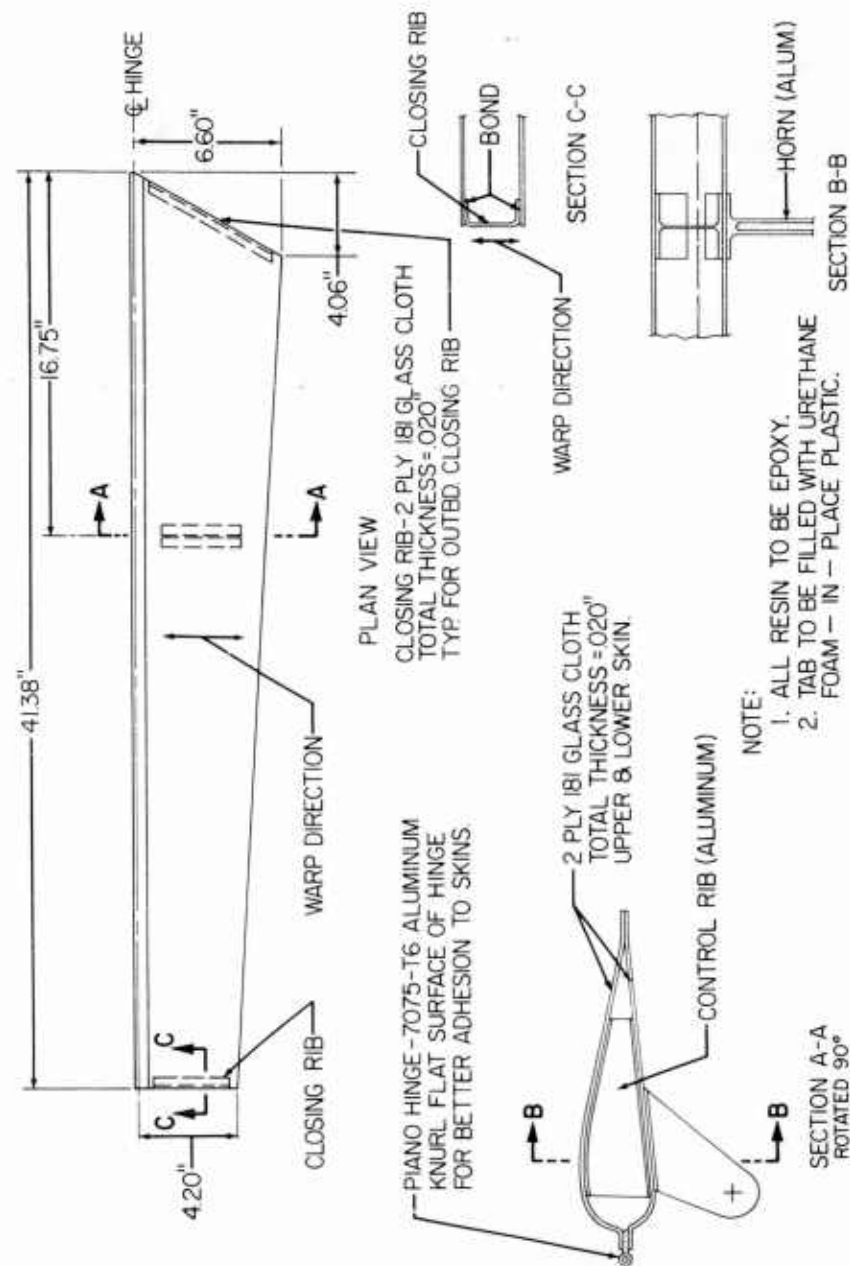 41.38"
16.75"
℄ HINGE
6.60"
4.06"
4.20"
A
A
C
C
WARP DIRECTION
CLOSING RIB
PLAN VIEW
CLOSING RIB-2 PLY 181 GLASS CLOTH
TOTAL THICKNESS=.020"
TYP. FOR OUTBD. CLOSING RIB
CLOSING RIB
BOND
WARP DIRECTION
SECTION C-C
PIANO HINGE-7075-T6 ALUMINUM
KNURL FLAT SURFACE OF HINGE
FOR BETTER ADHESION TO SKINS.
2 PLY 181 GLASS CLOTH
TOTAL THICKNESS =.020"
UPPER & LOWER SKIN.
CONTROL RIB (ALUMINUM)
B
B
SECTION A-A
ROTATED 90°
HORN (ALUM.)
SECTION B-B
NOTE:
1. ALL RESIN TO BE EPOXY.
2. TAB TO BE FILLED WITH URETHANE
FOAM - IN - PLACE PLASTIC.